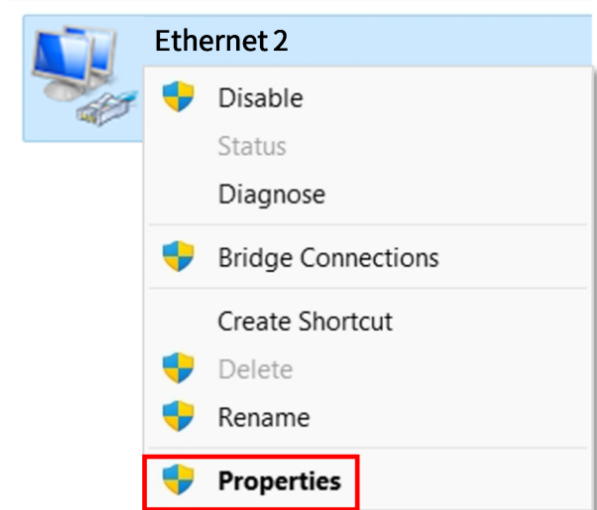 Ethernet 2
Disable
Status
Diagnose
Bridge Connections
Create Shortcut
Delete
Rename
Properties